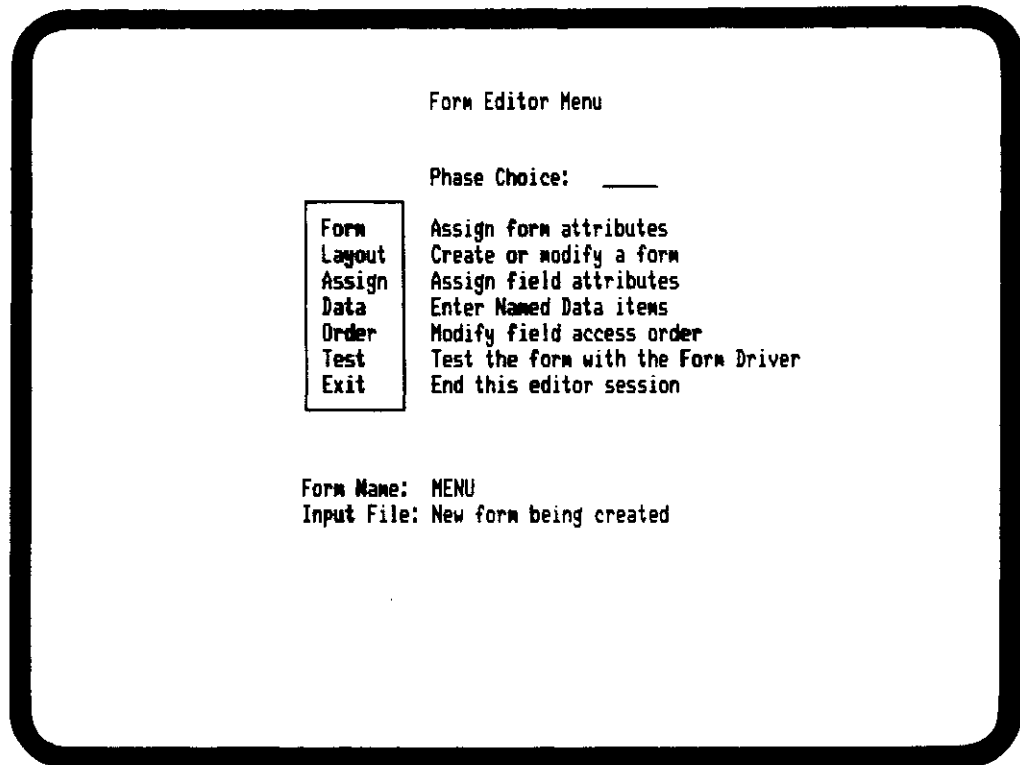 Form Editor Menu
Phase Choice: _____
Form Assign form attributes
Layout Create or modify a form
Assign Assign field attributes
Data Enter Named Data items
Order Modify field access order
Test Test the form with the Form Driver
Exit End this editor session
Form Name: MENU
Input File: New form being created